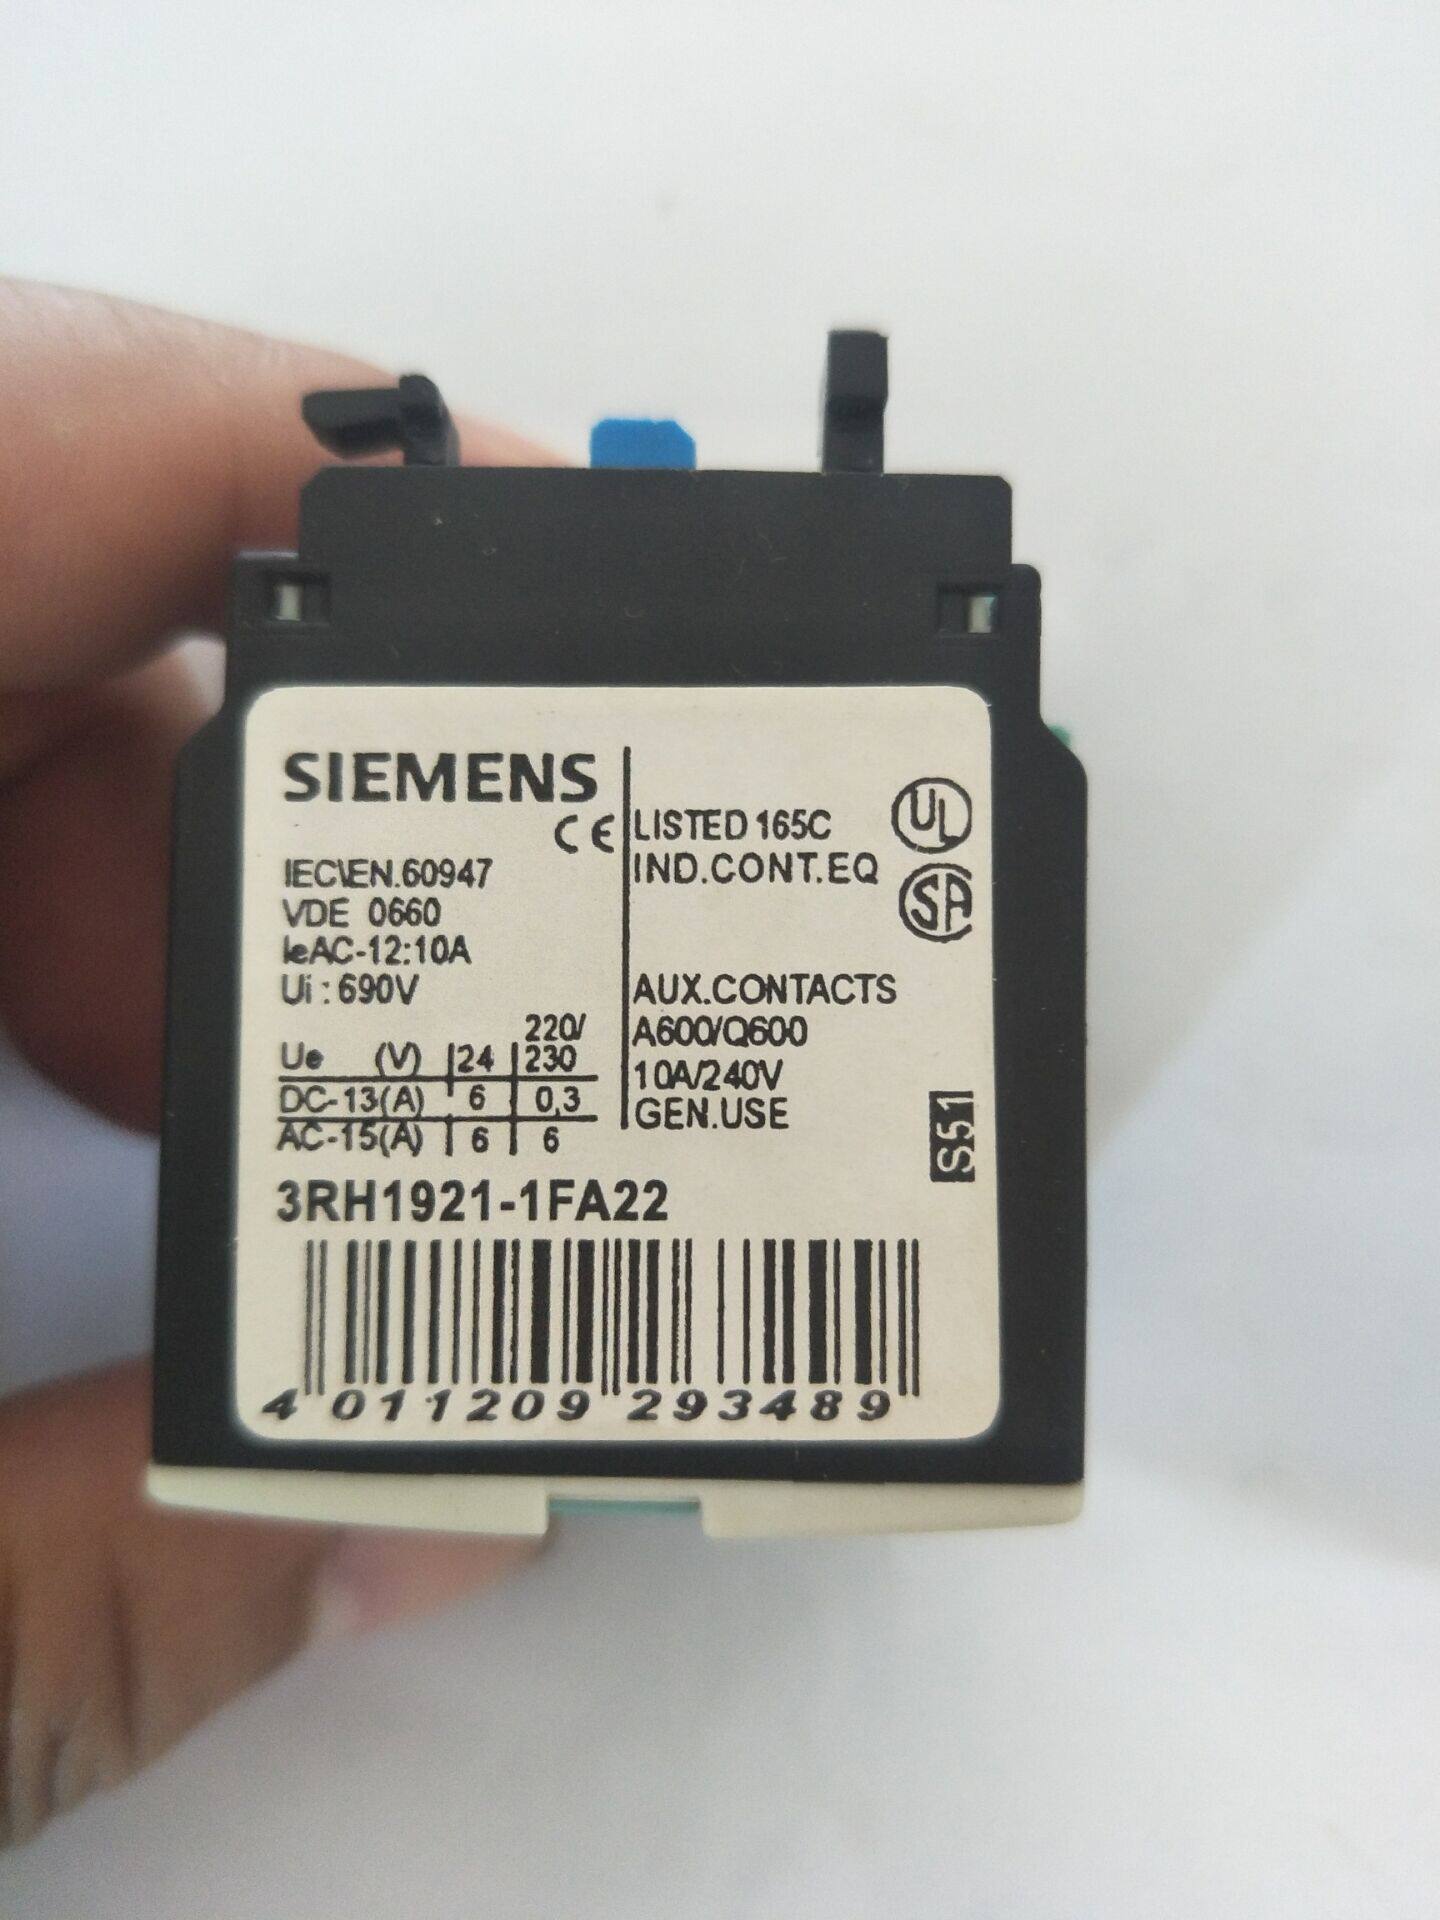 SIEMENS
CE
IEC\EN.60947
VDE 0660
IeAC-12:10A
Ui : 690V
220/
Ue (V) 24 230
DC-13(A) 6 0,3
AC-15(A) 6 6
LISTED 165C
IND.CONT.EQ
UL
SA
AUX.CONTACTS
A600/Q600
10A/240V
GEN.USE
S51
3RH1921-1FA22
4 011209 293489